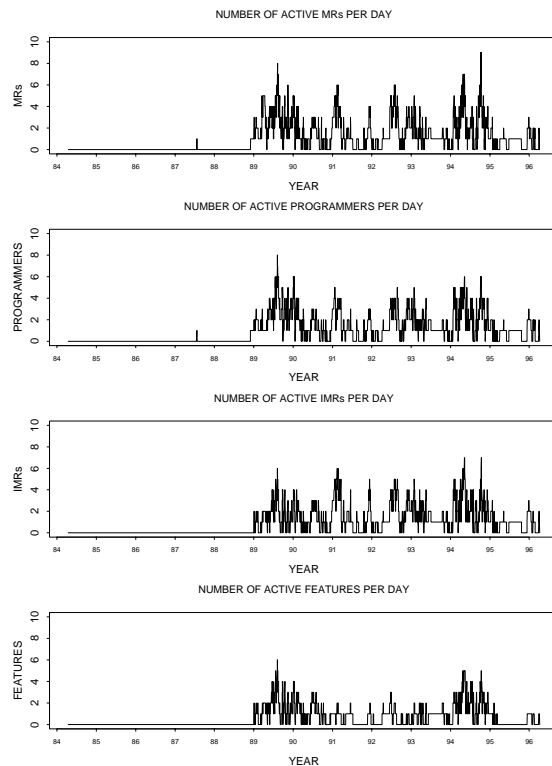 NUMBER OF ACTIVE MRs PER DAY
10
8
6
4
2
0
MRs
84 85 86 87 88 89 90 91 92 93 94 95 96
YEAR
NUMBER OF ACTIVE PROGRAMMERS PER DAY
10
8
6
4
2
0
PROGRAMMERS
84 85 86 87 88 89 90 91 92 93 94 95 96
YEAR
NUMBER OF ACTIVE IMRs PER DAY
10
8
6
4
2
0
IMRs
84 85 86 87 88 89 90 91 92 93 94 95 96
YEAR
NUMBER OF ACTIVE FEATURES PER DAY
10
8
6
4
2
0
FEATURES
84 85 86 87 88 89 90 91 92 93 94 95 96
YEAR